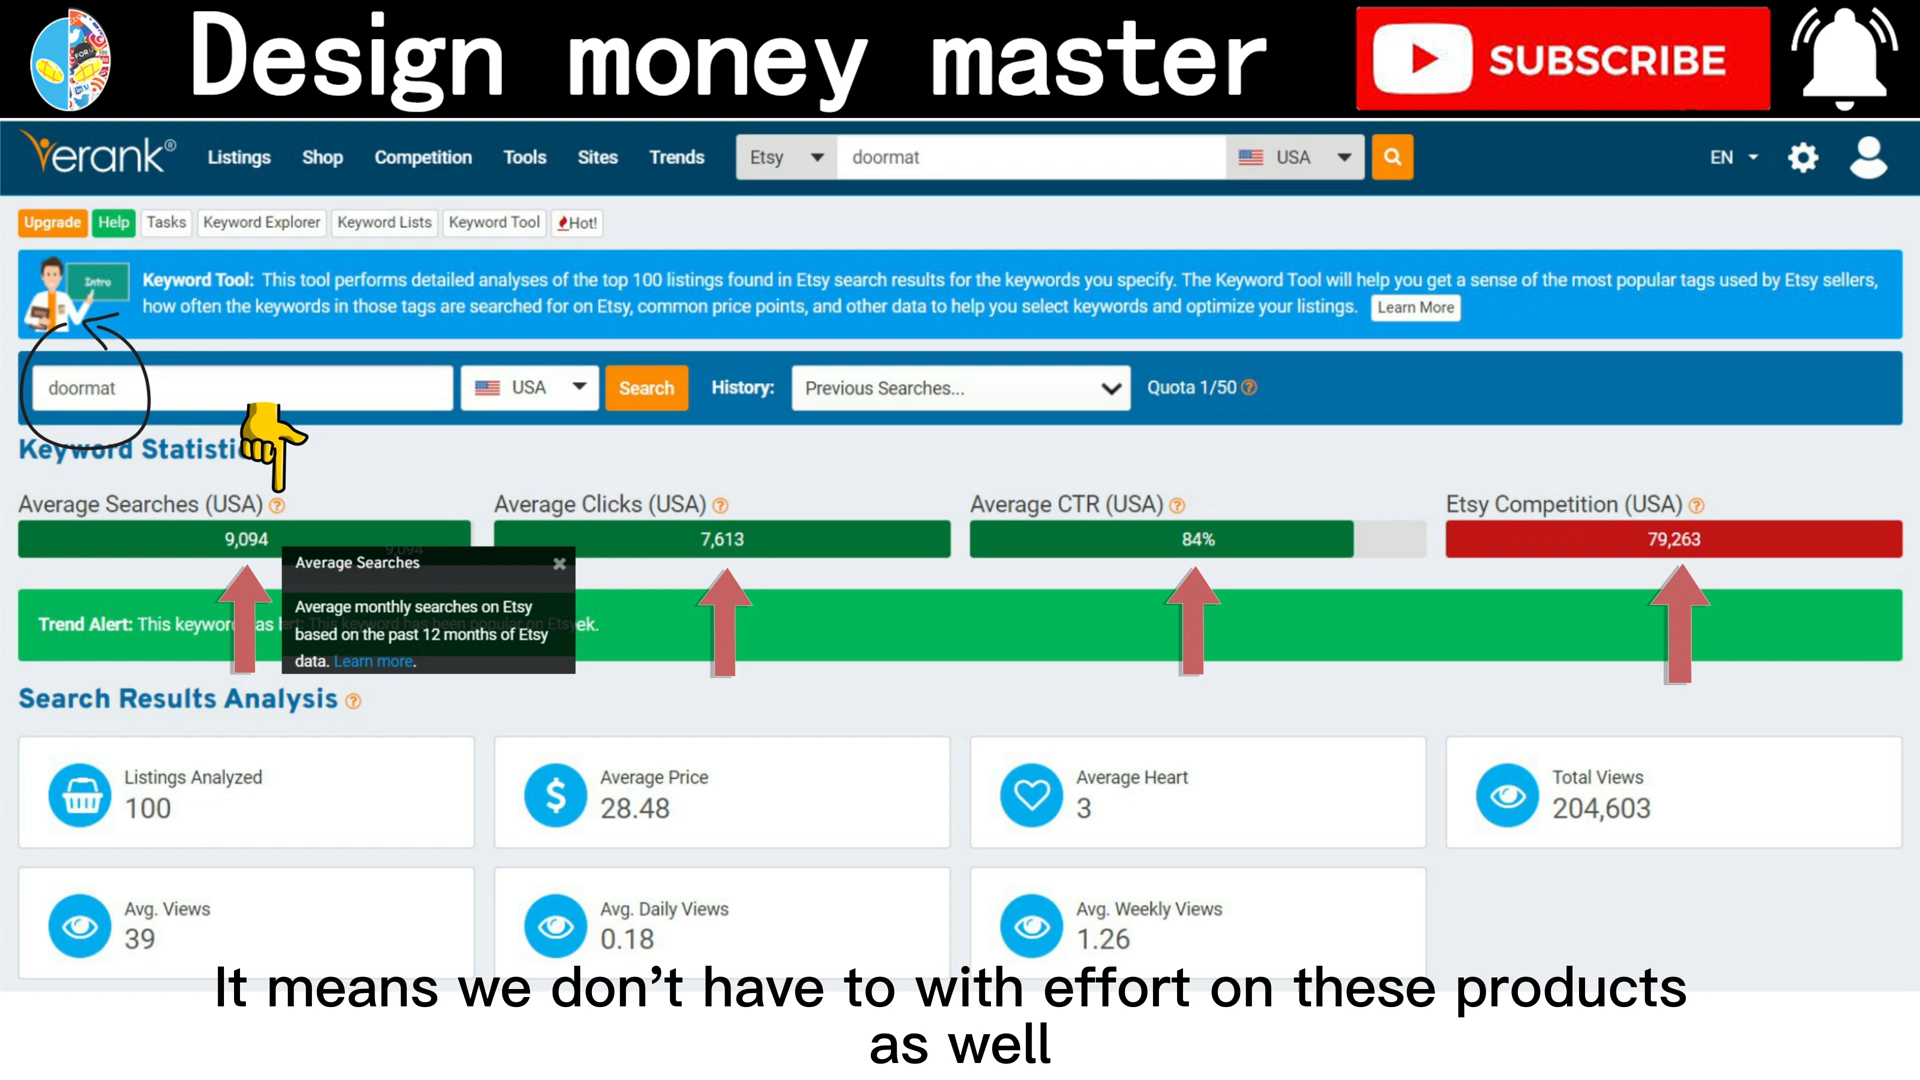 Design money master
SUBSCRIBE
erank®
Listings
Shop
Competition
Tools
Sites
Trends
Etsy
doormat
USA
EN
Upgrade
Help
Tasks
Keyword Explorer
Keyword Lists
Keyword Tool
Hot!
Intro
Keyword Tool: This tool performs detailed analyses of the top 100 listings found in Etsy search results for the keywords you specify. The Keyword Tool will help you get a sense of the most popular tags used by Etsy sellers,
how often the keywords in those tags are searched for on Etsy, common price points, and other data to help you select keywords and optimize your listings. Learn More
doormat
USA
Search
History:
Previous Searches...
Quota 1/50
Keyword Statisti
Average Searches (USA)
Average Clicks (USA)
Average CTR (USA)
Etsy Competition (USA)
9,094
7,613
84%
79,263
Average Searches
Average monthly searches on Etsy
based on the past 12 months of Etsy
data. Learn more.
Trend Alert: This keywor as ek.
Search Results Analysis
Listings Analyzed
100
Average Price
28.48
Average Heart
3
Total Views
204,603
Avg. Views
39
Avg. Daily Views
0.18
Avg. Weekly Views
1.26
It means we don't have to with effort on these products
as well